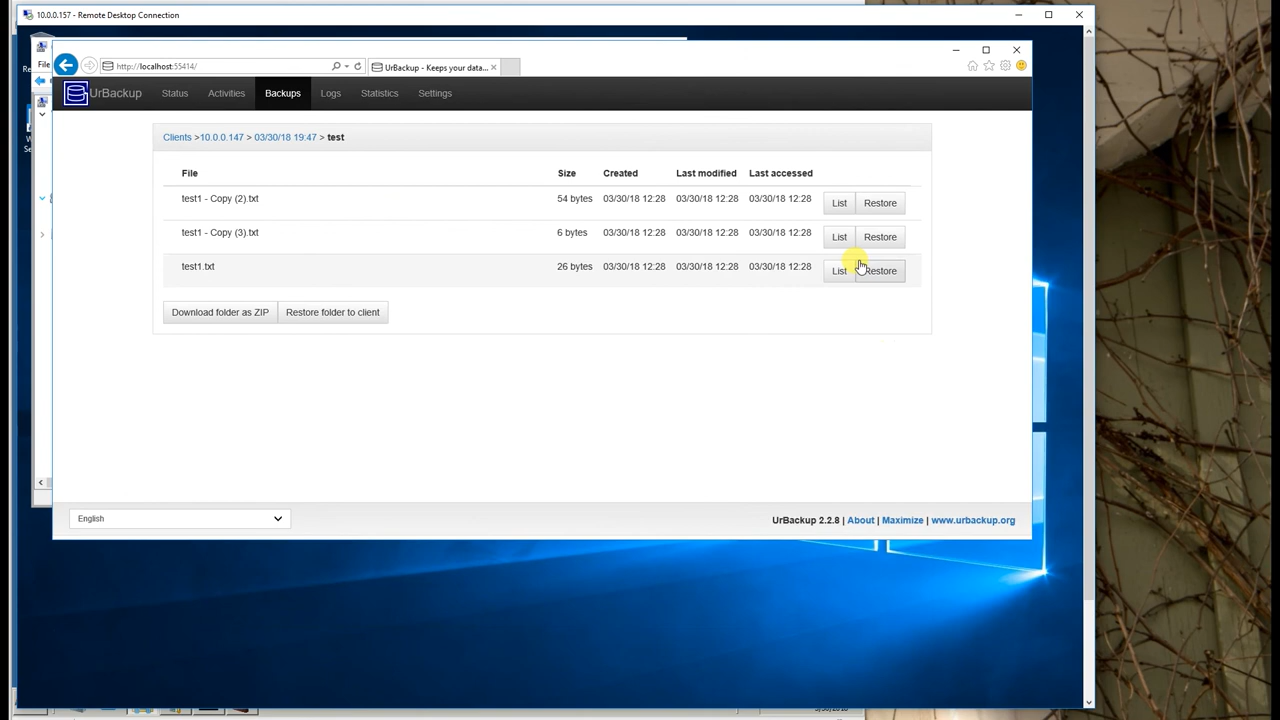 10.0.0.157 - Remote Desktop Connection
File
http://localhost:55414/
UrBackup - Keeps your data...
UrBackup Status Activities Backups Logs Statistics Settings
Clients >10.0.0.147 > 03/30/18 19:47 > test
File Size Created Last modified Last accessed
test1 - Copy (2).txt 54 bytes 03/30/18 12:28 03/30/18 12:28 03/30/18 12:28 List Restore
test1 - Copy (3).txt 6 bytes 03/30/18 12:28 03/30/18 12:28 03/30/18 12:28 List Restore
test1.txt 26 bytes 03/30/18 12:28 03/30/18 12:28 03/30/18 12:28 List Restore
Download folder as ZIP Restore folder to client
English
UrBackup 2.2.8 | About | Maximize | www.urbackup.org